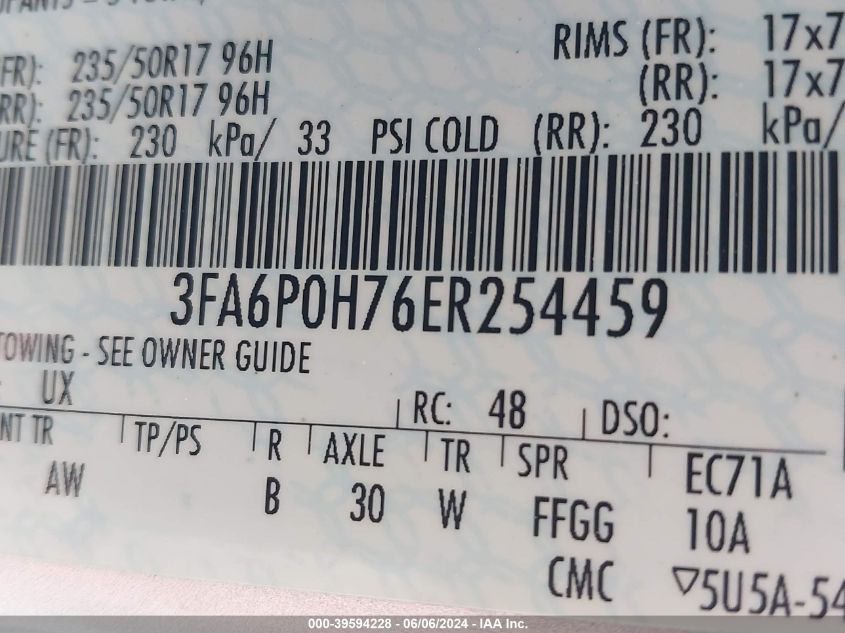 RIMS (FR): 17x7
FR): 235/50R17 96H (RR): 17x7
RR): 235/50R17 96H
URE (FR): 230 kPa/ 33 PSI COLD (RR): 230 kPa/
3FA6P0H76ER254459
TOWING - SEE OWNER GUIDE
: UX RC: 48 DSO:
NT TR TP/PS R AXLE TR SPR EC71A
AW B 30 W FFGG 10A
CMC ▽5U5A-54
000-39594228 - 06/06/2024 - IAA Inc.